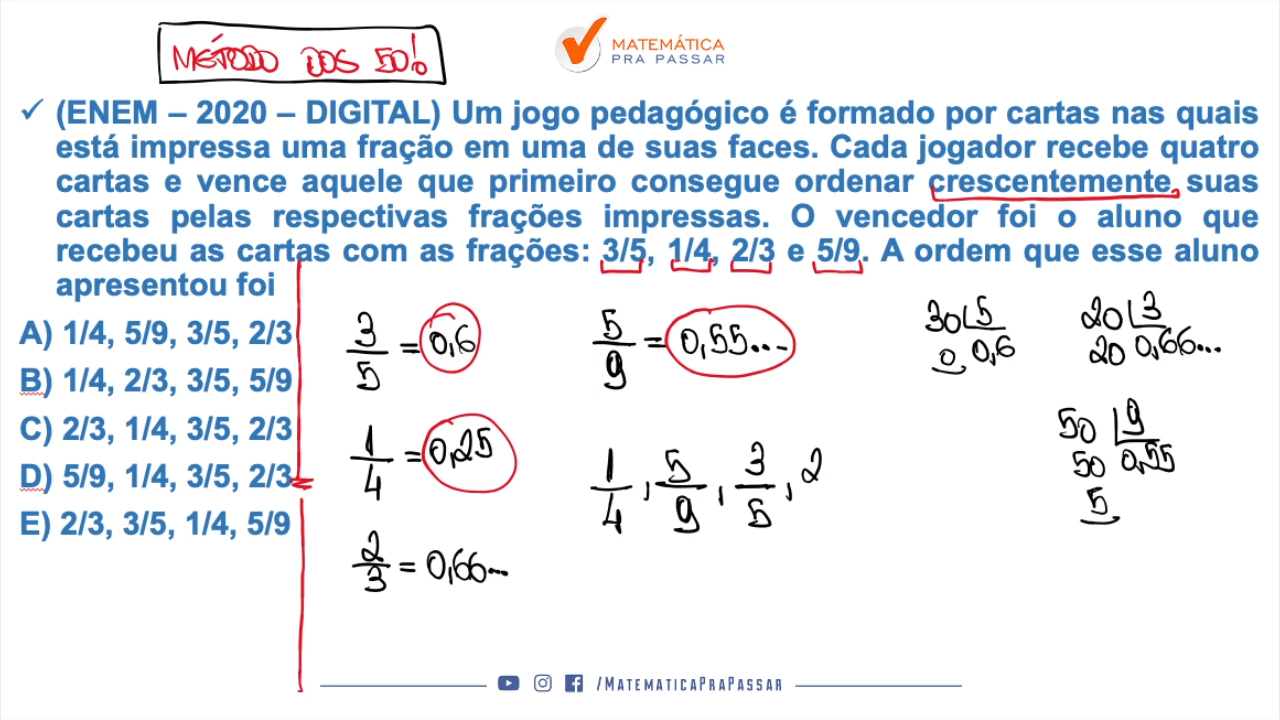 MÉTODO DOS 50!
MATEMÁTICA
PRA PASSAR
✓ (ENEM – 2020 – DIGITAL) Um jogo pedagógico é formado por cartas nas quais
está impressa uma fração em uma de suas faces. Cada jogador recebe quatro
cartas e vence aquele que primeiro consegue ordenar crescentemente suas
cartas pelas respectivas frações impressas. O vencedor foi o aluno que
recebeu as cartas com as frações: 3/5, 1/4, 2/3 e 5/9. A ordem que esse aluno
apresentou foi
A) 1/4, 5/9, 3/5, 2/3
B) 1/4, 2/3, 3/5, 5/9
C) 2/3, 1/4, 3/5, 2/3
D) 5/9, 1/4, 3/5, 2/3
E) 2/3, 3/5, 1/4, 5/9
3/5 = 0,6
1/4 = 0,25
2/3 = 0,66...
5/9 = 0,55...
1/4, 5/9, 3/5, 2
30 5
0 0,6
20 3
20 0,66...
50 9
50 0,55
5
/MATEMATICAPRAPASSAR